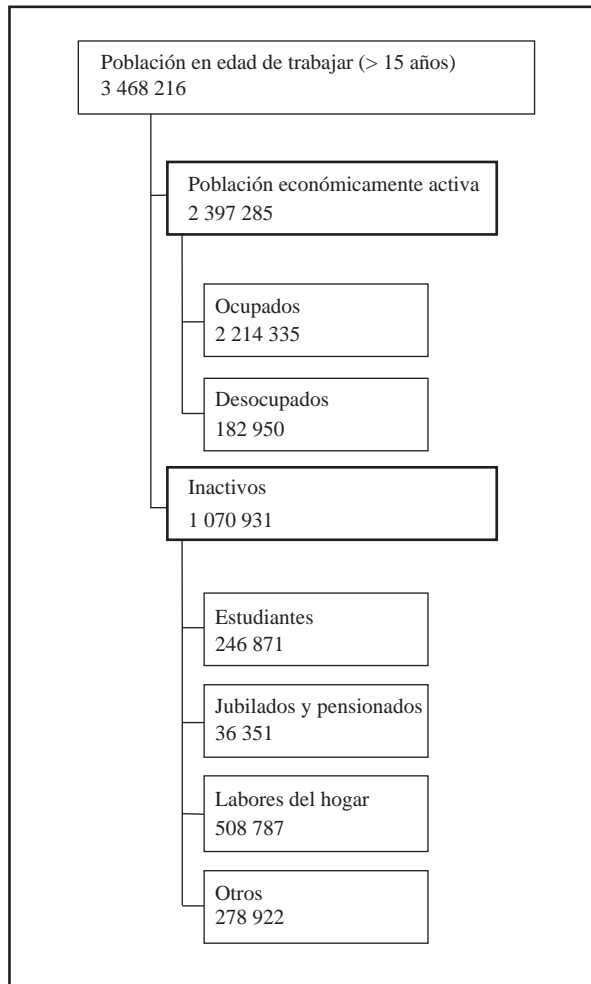 Población en edad de trabajar (> 15 años)
3 468 216
Población económicamente activa
2 397 285
Ocupados
2 214 335
Desocupados
182 950
Inactivos
1 070 931
Estudiantes
246 871
Jubilados y pensionados
36 351
Labores del hogar
508 787
Otros
278 922